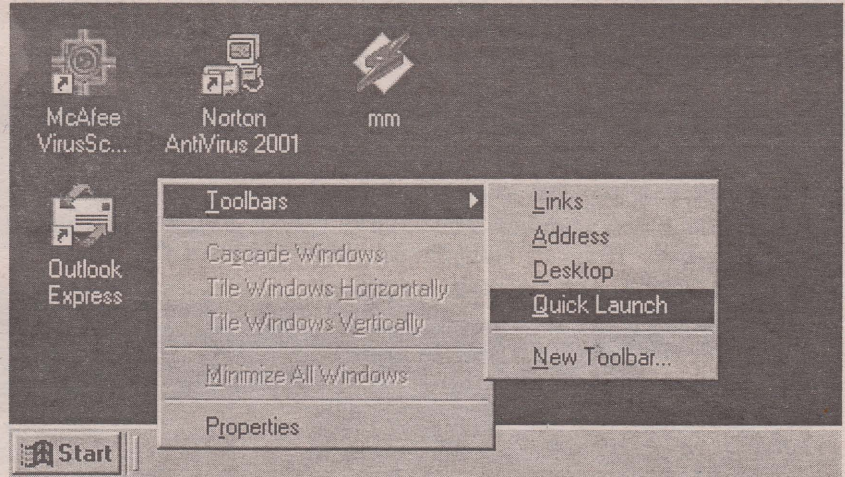 McAfee
VirusSc...
Norton
AntiVirus 2001
mm
Outlook
Express
Toolbars
Cascade Windows
Tile Windows Horizontally
Tile Windows Vertically
Minimize All Windows
Properties
Links
Address
Desktop
Quick Launch
New Toolbar...
Start